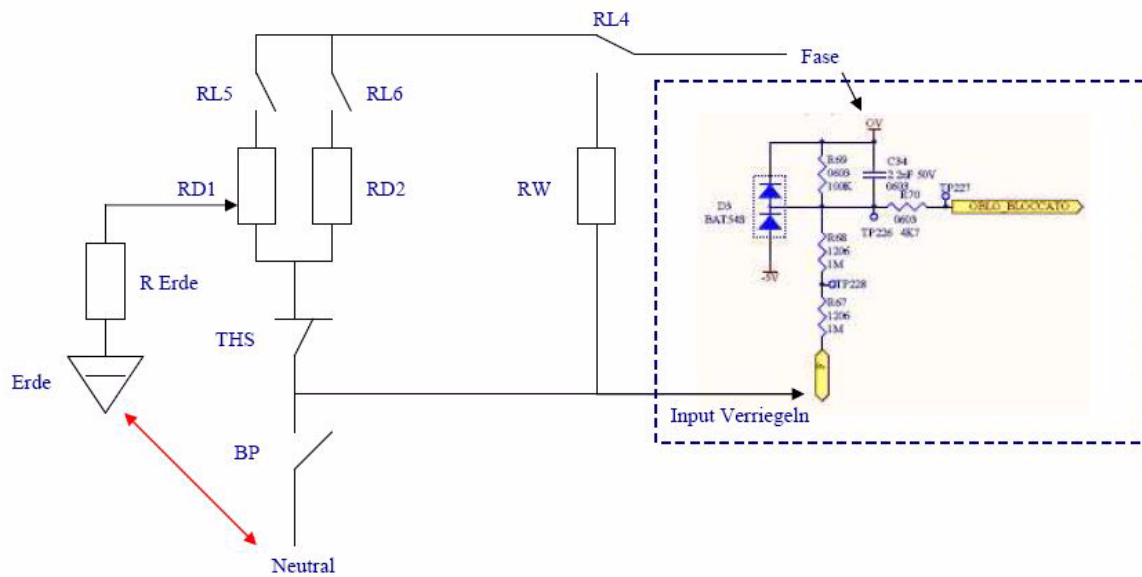 RL4
Fase
RL5
RL6
RD1
RD2
RW
R Erde
THS
Erde
BP
Neutral
Input Verriegeln
0V
R69
0603
100K
C34
2.2nF 50V
0603
R70
0603
4K7
TP227
OBLO_BLOCCATO
D3
BAT54S
TP226
R68
1206
1M
-5V
TP228
R67
1206
1M